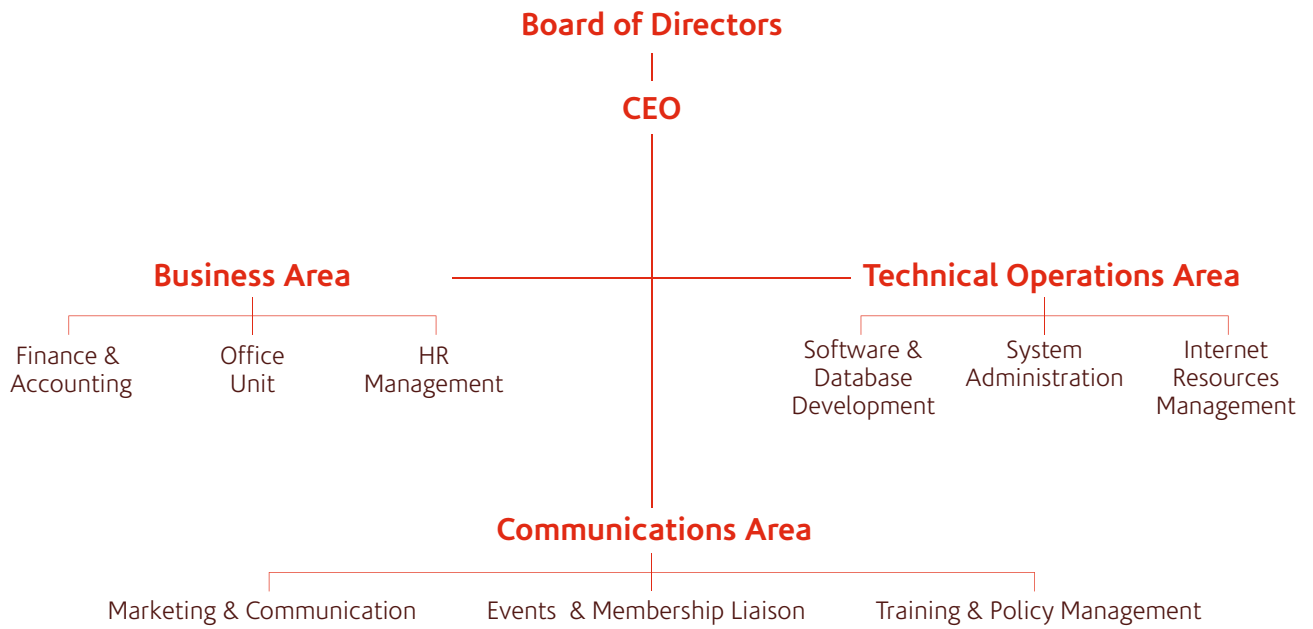 Board of Directors
CEO
Business Area
Technical Operations Area
Finance &
Accounting
Office
Unit
HR
Management
Software &
Database
Development
System
Administration
Internet
Resources
Management
Communications Area
Marketing & Communication
Events & Membership Liaison
Training & Policy Management